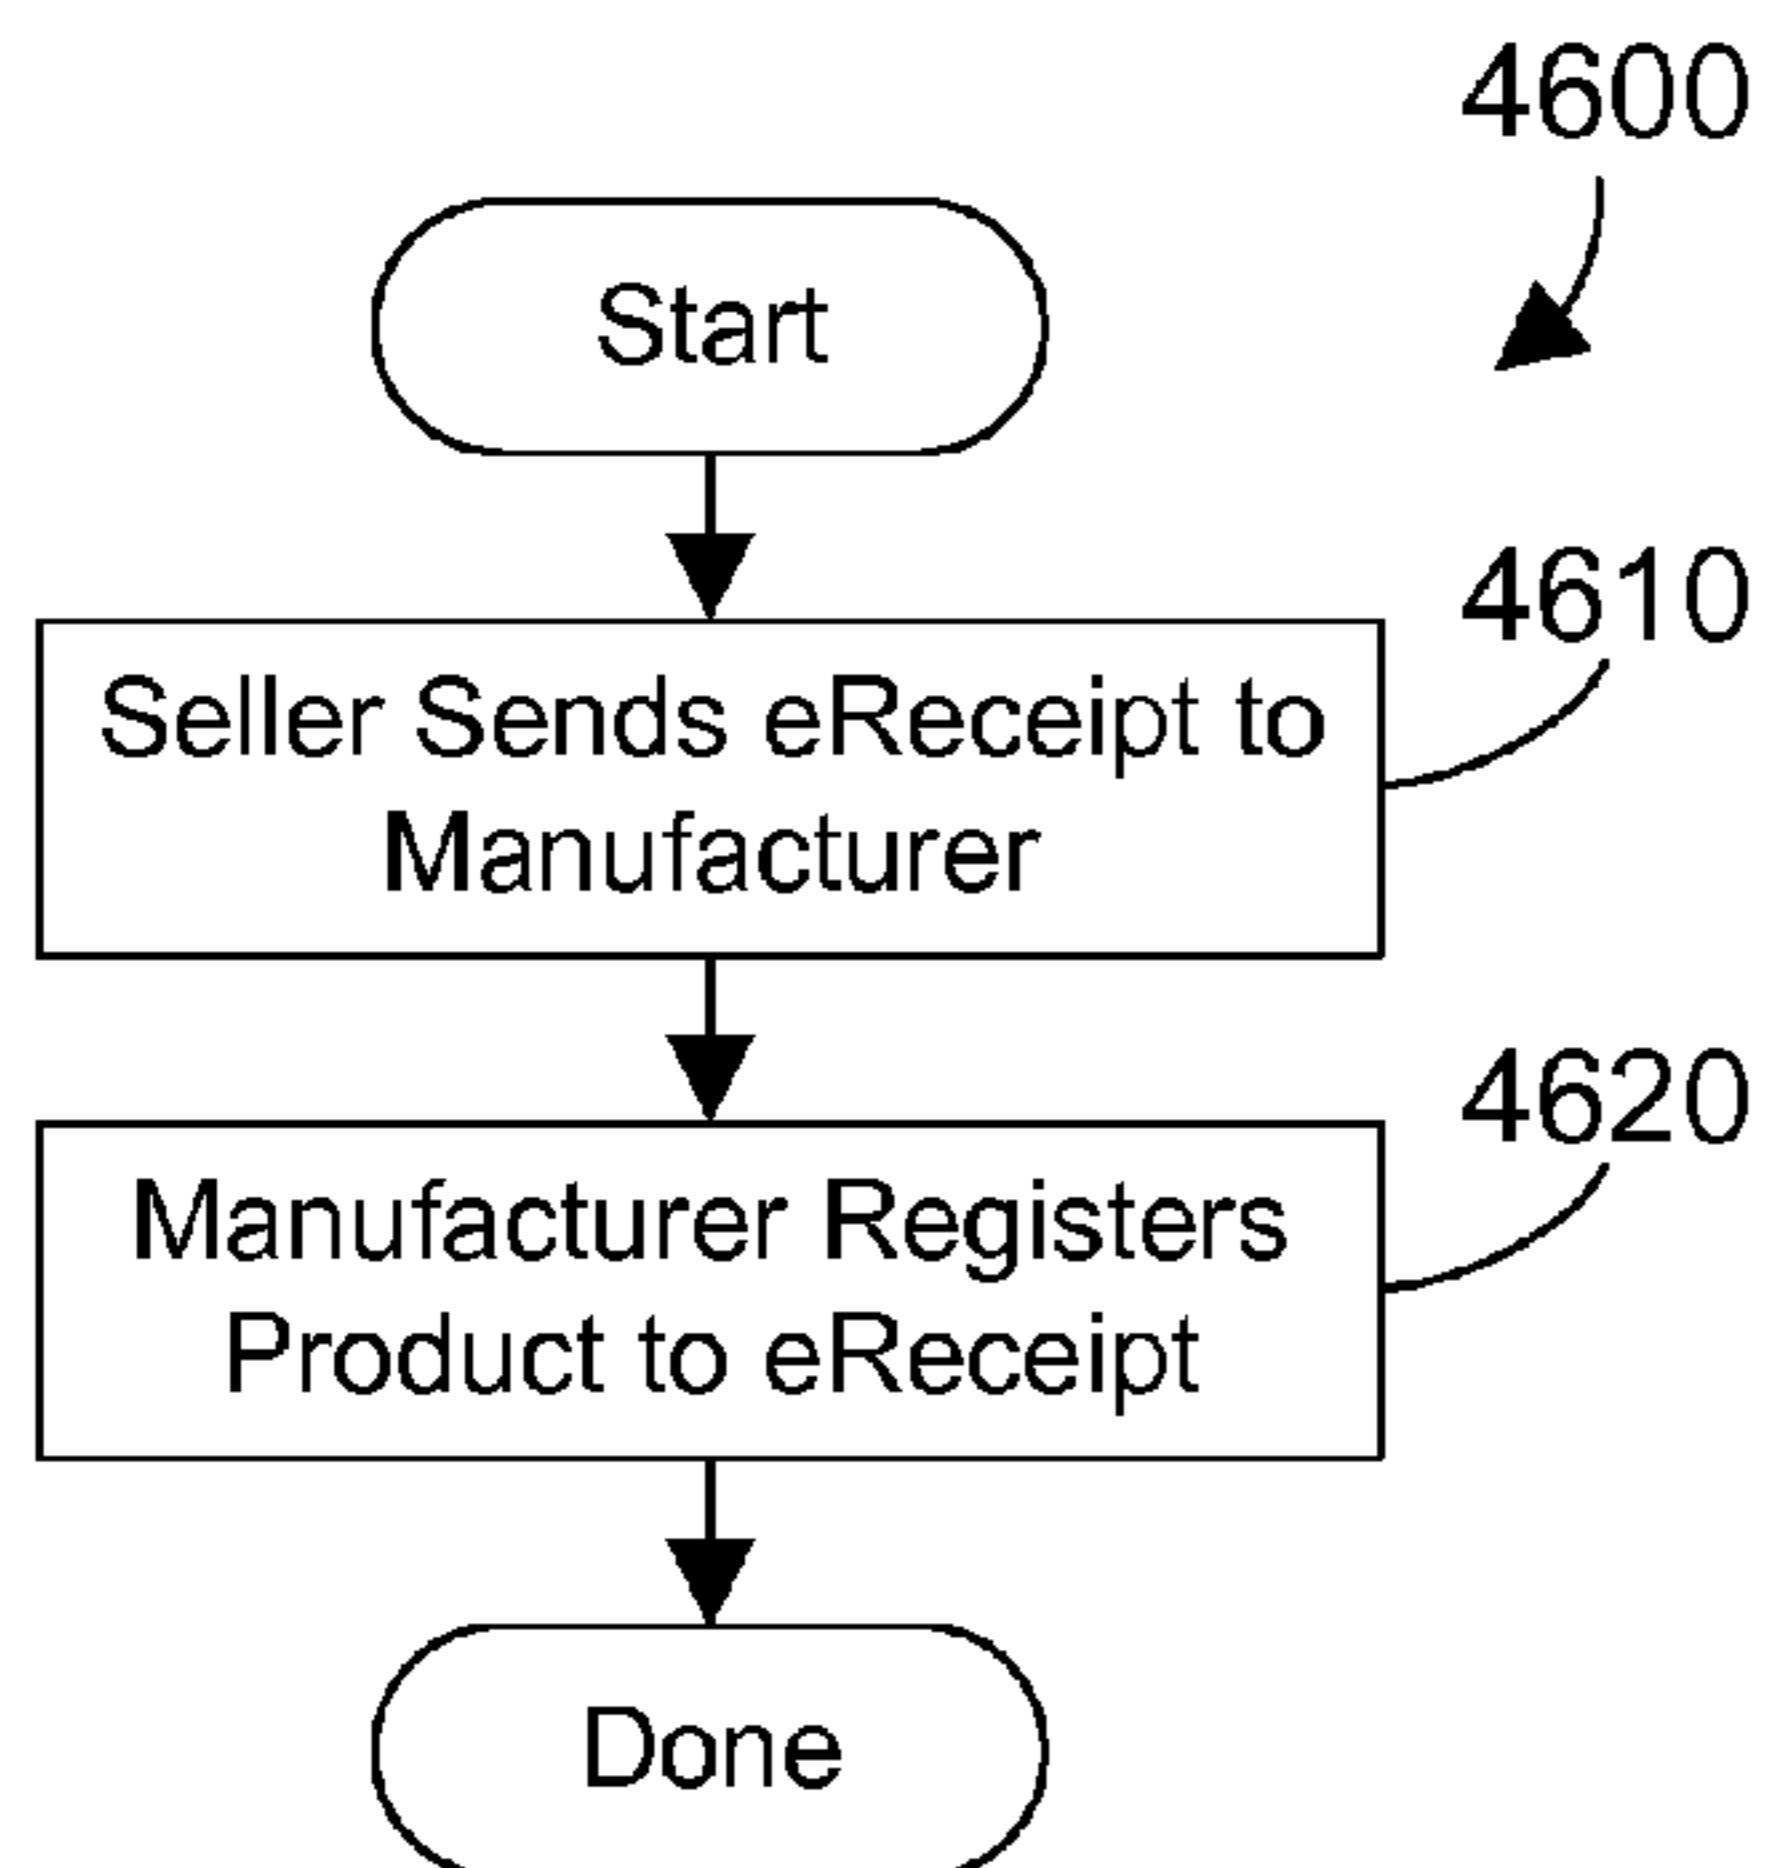 4600
Start
4610
Seller Sends eReceipt to
Manufacturer
4620
Manufacturer Registers
Product to eReceipt
Done